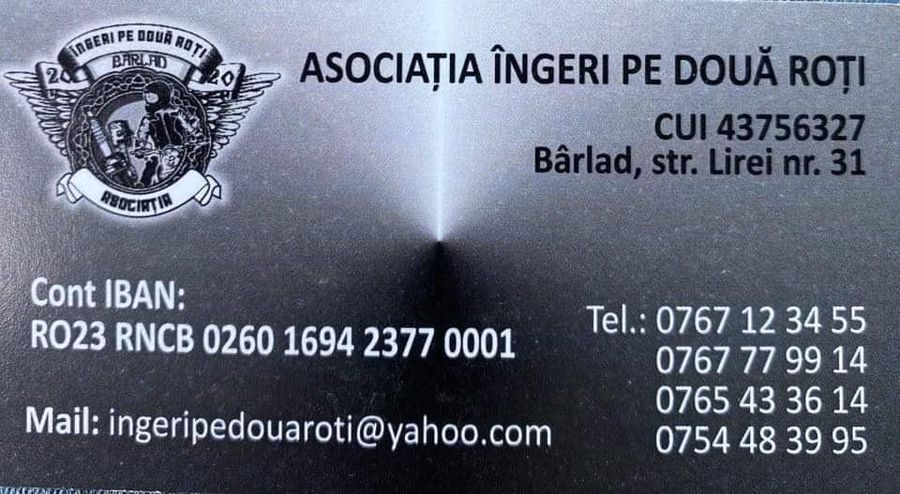 ÎNGERI PE DOUĂ ROȚI
BÂRLAD
20 20
ASOCIAȚIA
ASOCIAȚIA ÎNGERI PE DOUĂ ROȚI
CUI 43756327
Bârlad, str. Lirei nr. 31
Cont IBAN:
RO23 RNCB 0260 1694 2377 0001
Mail: ingeripedouaroti@yahoo.com
Tel.: 0767 12 34 55
0767 77 99 14
0765 43 36 14
0754 48 39 95